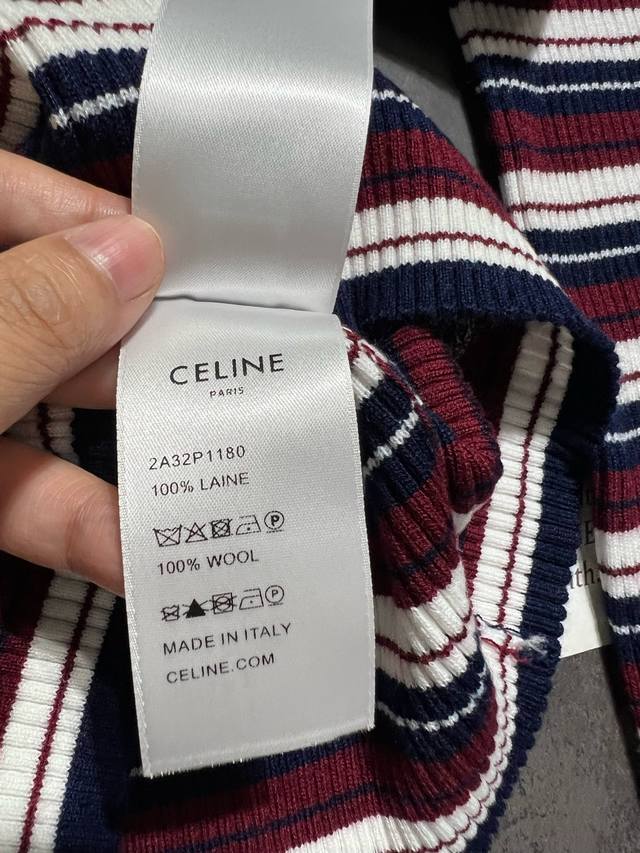 CELINE
PARIS
2A32P1180
100% LAINE
100% WOOL
MADE IN ITALY
CELINE.COM